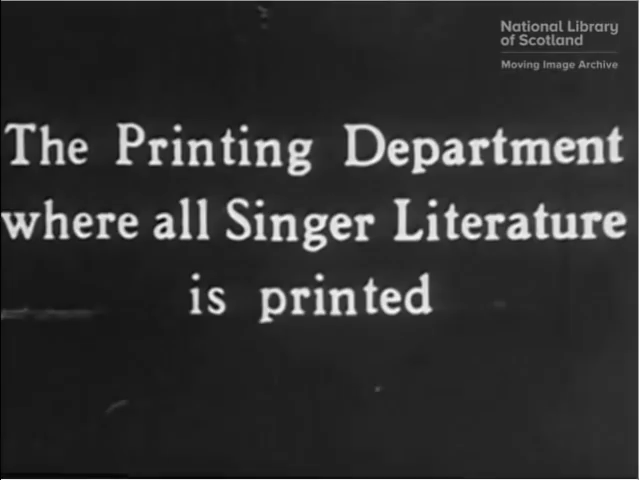 National Library
of Scotland
Moving Image Archive
The Printing Department
where all Singer Literature
is printed